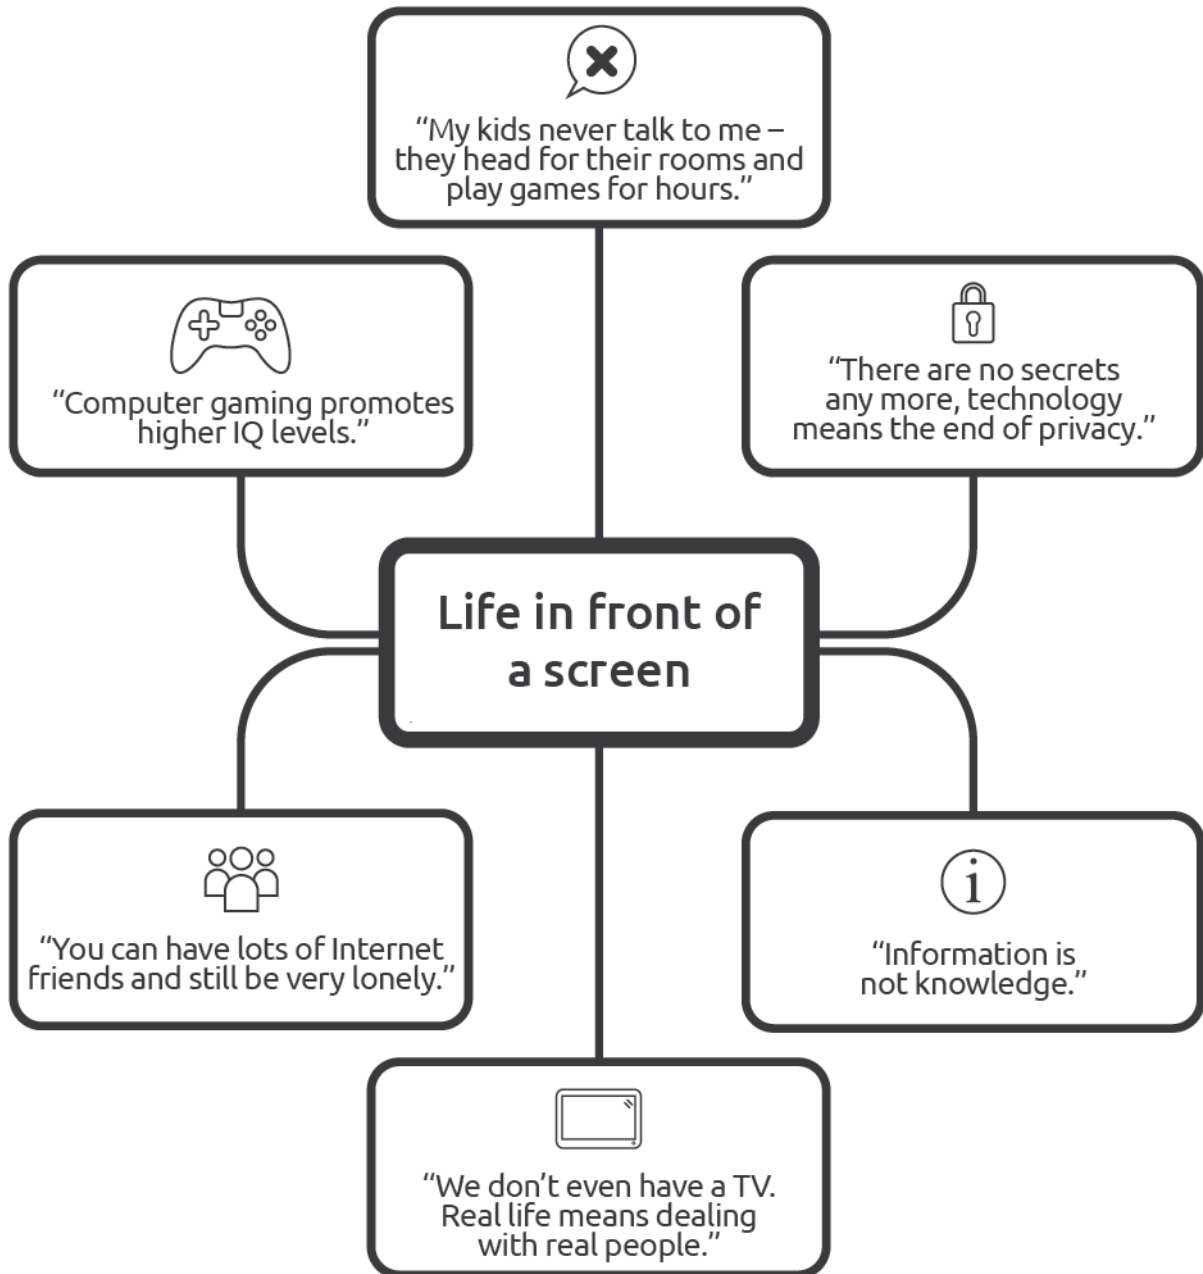 “My kids never talk to me –
they head for their rooms and
play games for hours.”
“Computer gaming promotes
higher IQ levels.”
“There are no secrets
any more, technology
means the end of privacy.”
Life in front of
a screen
“You can have lots of Internet
friends and still be very lonely.”
“Information is
not knowledge.”
“We don’t even have a TV.
Real life means dealing
with real people.”